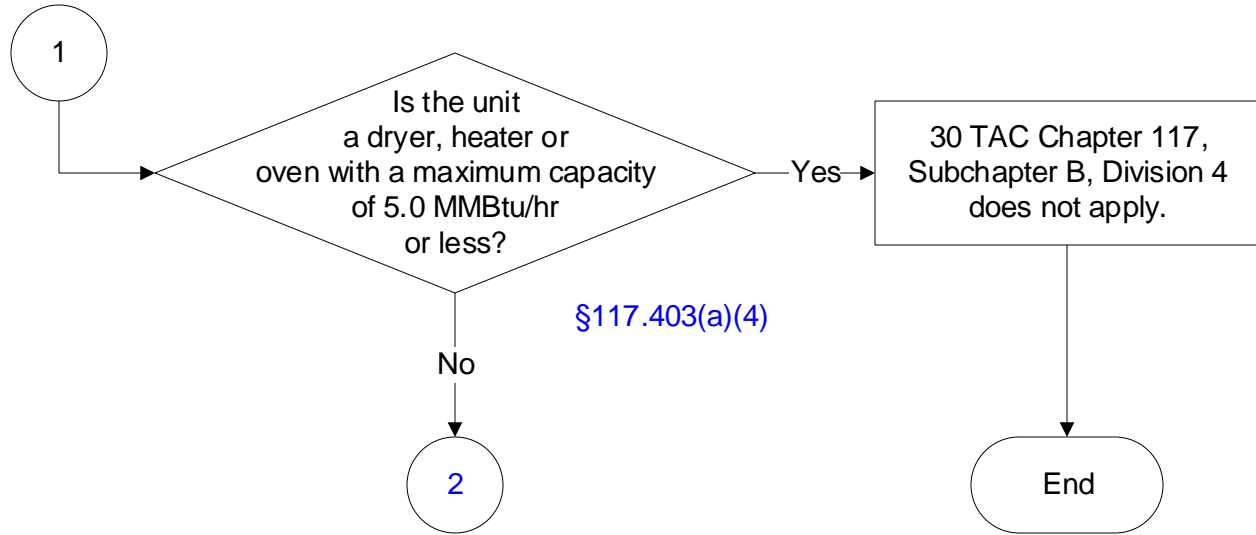 1
Is the unit
a dryer, heater or
oven with a maximum capacity
of 5.0 MMBtu/hr
or less?
Yes
30 TAC Chapter 117,
Subchapter B, Division 4
does not apply.
§117.403(a)(4)
No
2
End